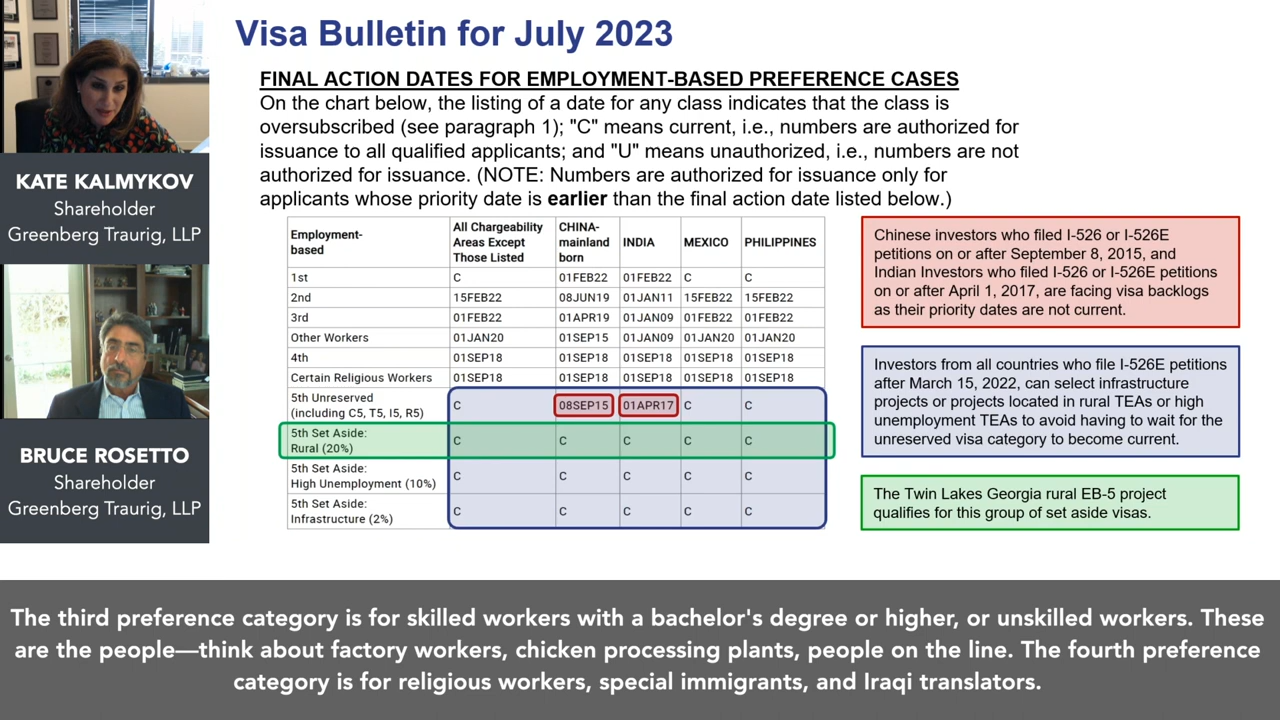 Visa Bulletin for July 2023
FINAL ACTION DATES FOR EMPLOYMENT-BASED PREFERENCE CASES
On the chart below, the listing of a date for any class indicates that the class is
oversubscribed (see paragraph 1); "C" means current, i.e., numbers are authorized for
issuance to all qualified applicants; and "U" means unauthorized, i.e., numbers are not
authorized for issuance. (NOTE: Numbers are authorized for issuance only for
applicants whose priority date is earlier than the final action date listed below.)
KATE KALMYKOV
Shareholder
Greenberg Traurig, LLP
BRUCE ROSETTO
Shareholder
Greenberg Traurig, LLP
Employment-
based
All Chargeability
Areas Except
Those Listed
CHINA-
mainland
born
INDIA
MEXICO
PHILIPPINES
1st C 01FEB22 01FEB22 C C
2nd 15FEB22 08JUN19 01JAN11 15FEB22 15FEB22
3rd 01FEB22 01APR19 01JAN09 01FEB22 01FEB22
Other Workers 01JAN20 01SEP15 01JAN09 01JAN20 01JAN20
4th 01SEP18 01SEP18 01SEP18 01SEP18 01SEP18
Certain Religious Workers 01SEP18 01SEP18 01SEP18 01SEP18 01SEP18
5th Unreserved
(including C5, T5, I5, R5) C 08SEP15 01APR17 C C
5th Set Aside:
Rural (20%) C C C C C
5th Set Aside:
High Unemployment (10%) C C C C C
5th Set Aside:
Infrastructure (2%) C C C C C
Chinese investors who filed I-526 or I-526E
petitions on or after September 8, 2015, and
Indian Investors who filed I-526 or I-526E petitions
on or after April 1, 2017, are facing visa backlogs
as their priority dates are not current.
Investors from all countries who file I-526E petitions
after March 15, 2022, can select infrastructure
projects or projects located in rural TEAs or high
unemployment TEAs to avoid having to wait for the
unreserved visa category to become current.
The Twin Lakes Georgia rural EB-5 project
qualifies for this group of set aside visas.
The third preference category is for skilled workers with a bachelor's degree or higher, or unskilled workers. These
are the people—think about factory workers, chicken processing plants, people on the line. The fourth preference
category is for religious workers, special immigrants, and Iraqi translators.